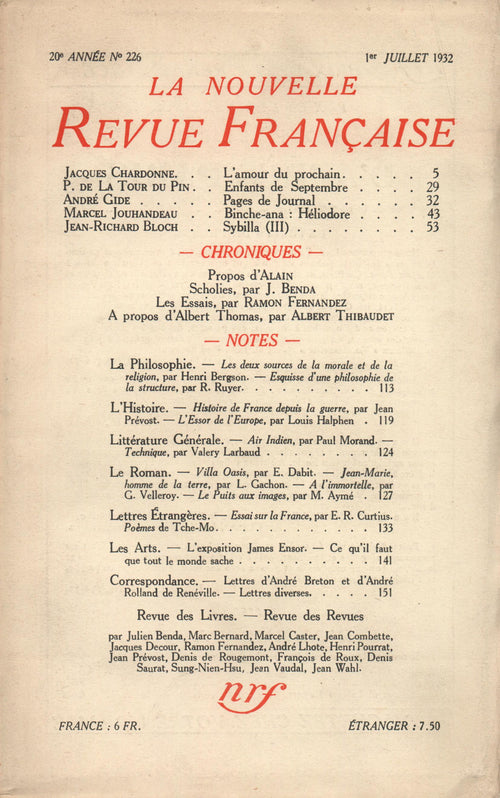 20e ANNÉE No 226 1er JUILLET 1932
LA NOUVELLE
REVUE FRANÇAISE
JACQUES CHARDONNE. . . L'amour du prochain. . . . . 5
P. DE LA TOUR DU PIN. . . Enfants de Septembre . . . . 29
ANDRÉ GIDE . . . . . Pages de Journal . . . . . . 32
MARCEL JOUHANDEAU . . Binche-ana : Héliodore . . . . 43
JEAN-RICHARD BLOCH . . Sybilla (III) . . . . . . . . 53
— CHRONIQUES —
Propos d'ALAIN
Scholies, par J. BENDA
Les Essais, par RAMON FERNANDEZ
A propos d'Albert Thomas, par ALBERT THIBAUDET
— NOTES —
La Philosophie. — Les deux sources de la morale et de la
religion, par Henri Bergson. — Esquisse d'une philosophie de
la structure, par R. Ruyer. . . . . . . . . . 113
L'Histoire. — Histoire de France depuis la guerre, par Jean
Prévost. — L'Essor de l'Europe, par Louis Halphen . 119
Littérature Générale. — Air Indien, par Paul Morand. —
Technique, par Valery Larbaud . . . . . . . . 124
Le Roman. — Villa Oasis, par E. Dabit. — Jean-Marie,
homme de la terre, par L. Gachon. — A l'immortelle, par
G. Velleroy. — Le Puits aux images, par M. Aymé . 127
Lettres Étrangères. — Essai sur la France, par E. R. Curtius.
Poèmes de Tche-Mo. . . . . . . . . . . . 133
Les Arts. — L'exposition James Ensor. — Ce qu'il faut
que tout le monde sache . . . . . . . . . . 141
Correspondance. — Lettres d'André Breton et d'André
Rolland de Renéville. — Lettres diverses. . . . . . 151
Revue des Livres. — Revue des Revues
par Julien Benda, Marc Bernard, Marcel Caster, Jean Combette,
Jacques Decour, Ramon Fernandez, André Lhote, Henri Pourrat,
Jean Prévost, Denis de Rougemont, François de Roux, Denis
Saurat, Sung-Nien-Hsu, Jean Vaudal, Jean Wahl.
nrf
FRANCE : 6 FR. ÉTRANGER : 7.50